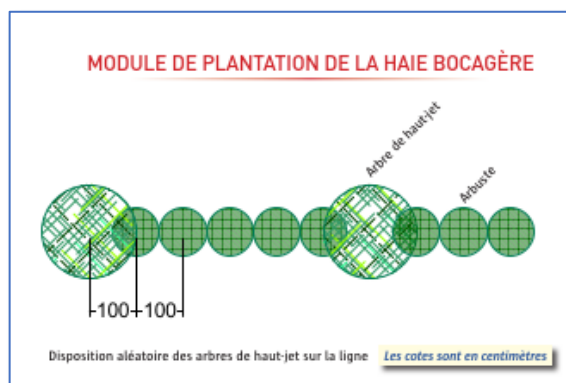 MODULE DE PLANTATION DE LA HAIE BOCAGÈRE
Arbre de haut-jet
Arbuste
100
100
Disposition aléatoire des arbres de haut-jet sur la ligne
Les cotes sont en centimètres